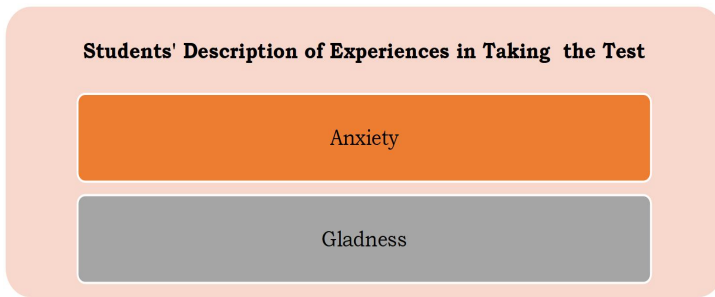 Students' Description of Experiences in Taking the Test
Anxiety
Gladness